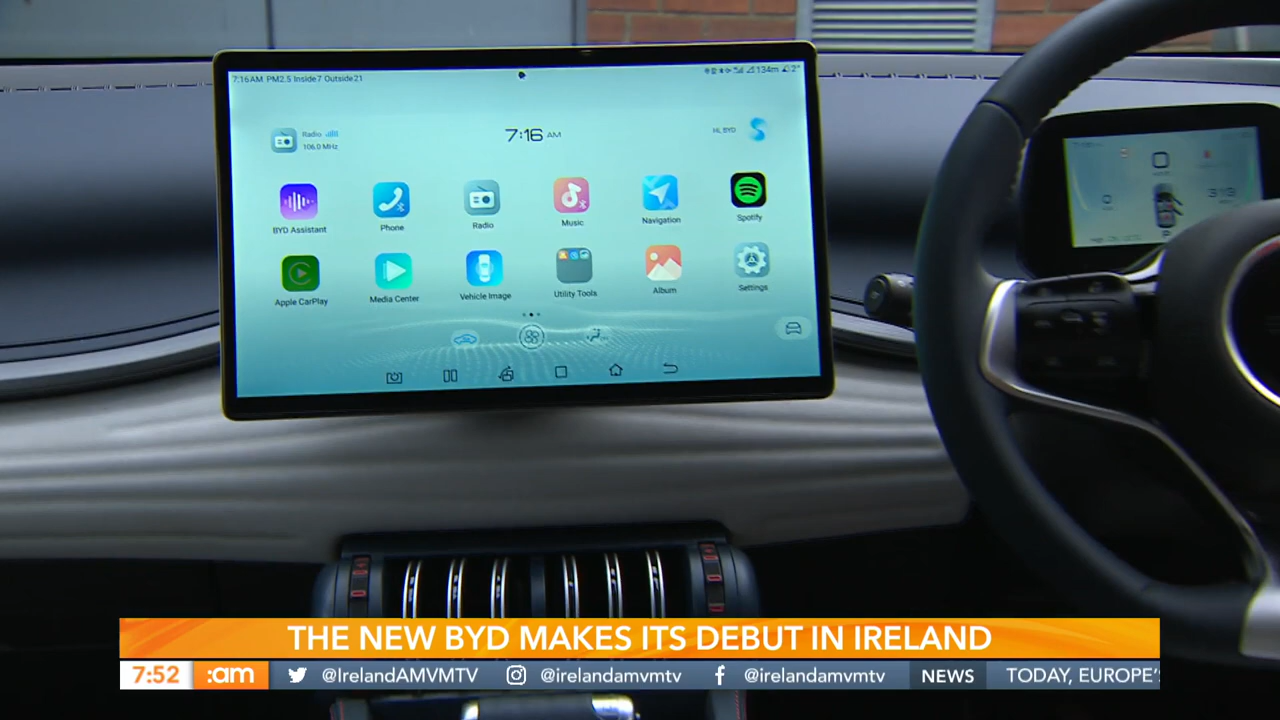 7:16AM PM2.5 Inside7 Outside21
134m 2°
Radio
106.0 MHz
7:16 AM
Hi, BYD
BYD Assistant
Phone
Radio
Music
Navigation
Spotify
Apple CarPlay
Media Center
Vehicle Image
Utility Tools
Album
Settings
313
P
THE NEW BYD MAKES ITS DEBUT IN IRELAND
7:52 :am @IrelandAMVMTV @irelandamvmtv @irelandamvmtv NEWS TODAY, EUROPE'S